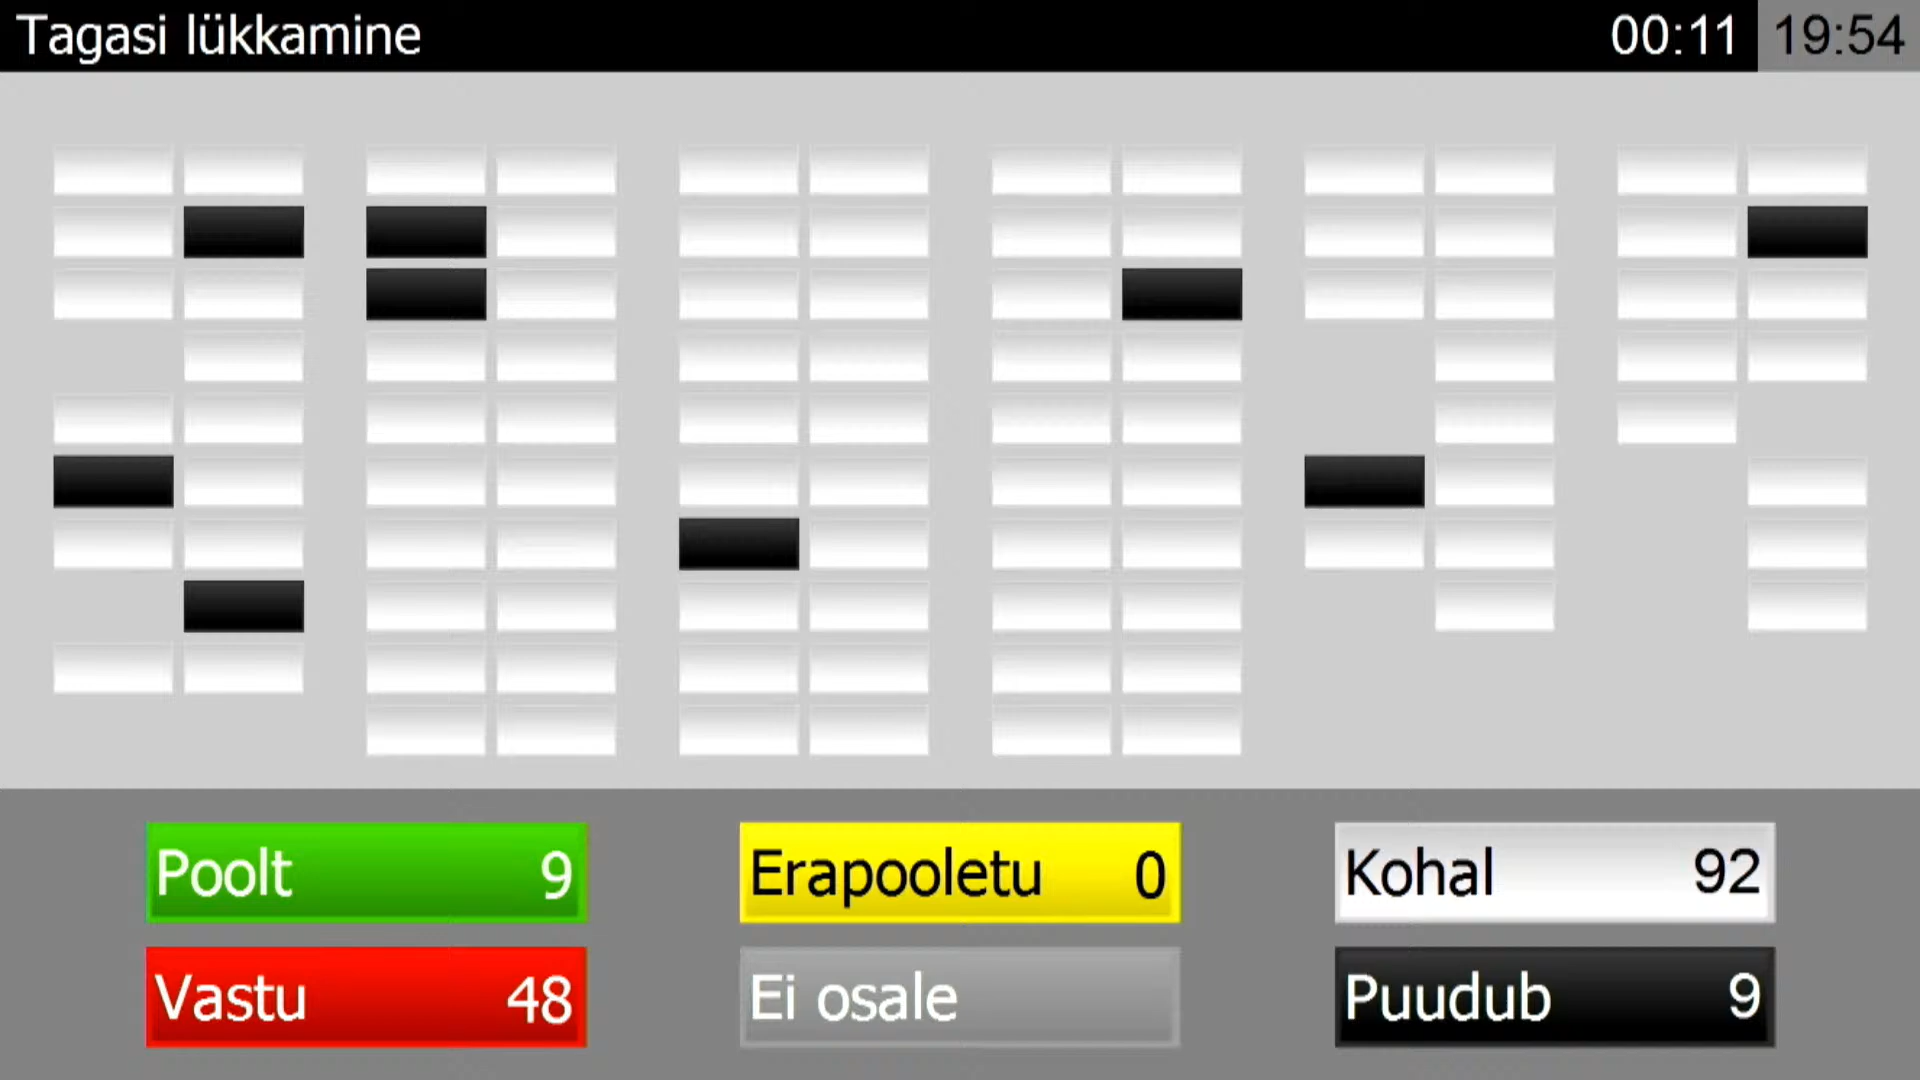 Tagasi lükkamine 00:11 19:54
Poolt 9 Erapooletu 0 Kohal 92
Vastu 48 Ei osale Puudub 9